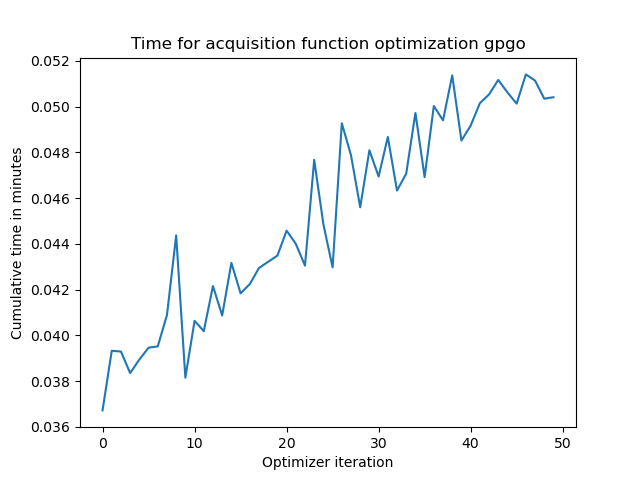 Time for acquisition function optimization gpgo
0.052
0.050
0.048
0.046
0.044
0.042
0.040
0.038
0.036
Cumulative time in minutes
0 10 20 30 40 50
Optimizer iteration